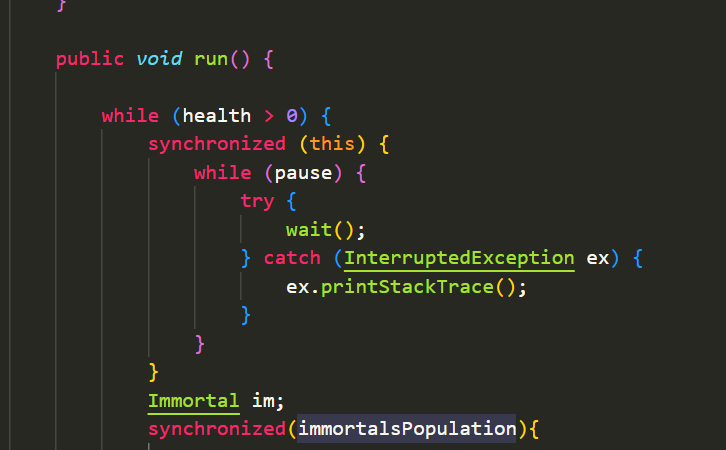 }
public void run() {
while (health > 0) {
synchronized (this) {
while (pause) {
try {
wait();
} catch (InterruptedException ex) {
ex.printStackTrace();
}
}
}
Immortal im;
synchronized(immortalsPopulation){